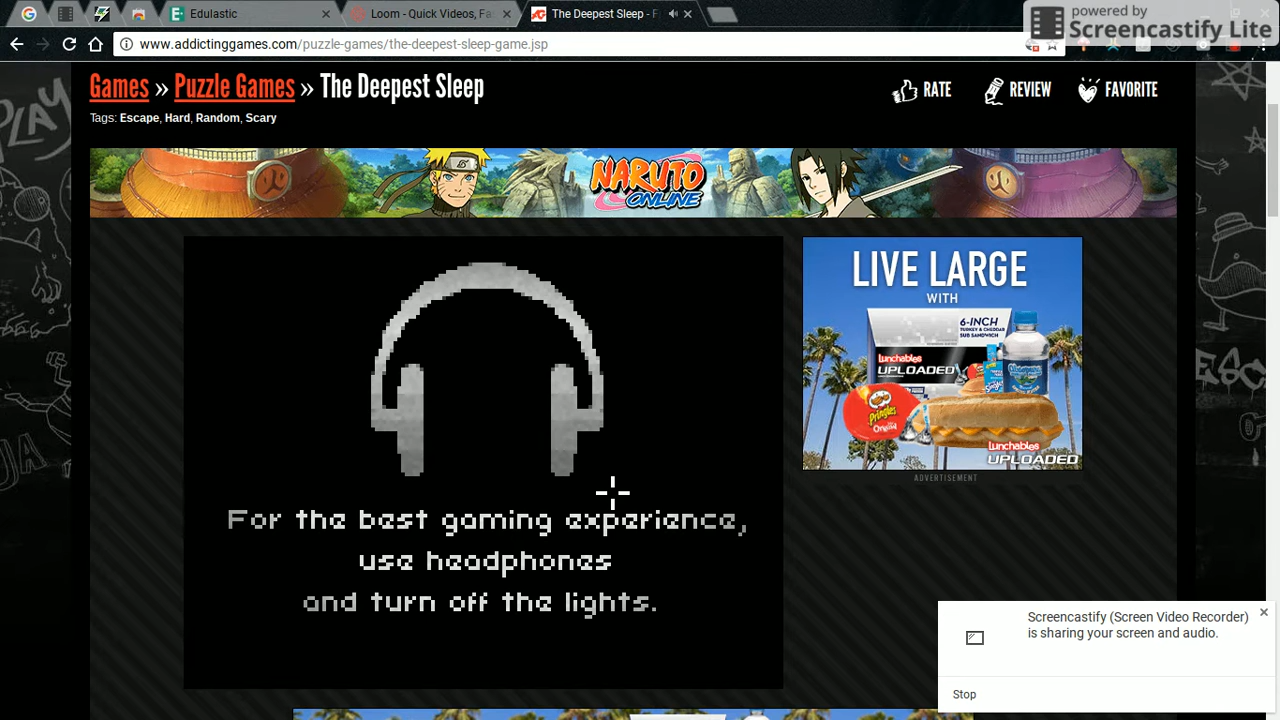 powered by
Screencastify Lite
Edulastic
Loom - Quick Videos, Fa
The Deepest Sleep - F
www.addictinggames.com/puzzle-games/the-deepest-sleep-game.jsp
Games » Puzzle Games » The Deepest Sleep
RATE
REVIEW
FAVORITE
Tags: Escape, Hard, Random, Scary
NARUTO
ONLINE
LIVE LARGE
WITH
6-INCH
TURKEY & CHEDDAR
SUB SANDWICH
Lunchables
UPLOADED
Pringles
Original
Lunchables
UPLOADED
ADVERTISEMENT
For the best gaming experience,
use headphones
and turn off the lights.
Screencastify (Screen Video Recorder)
is sharing your screen and audio.
Stop